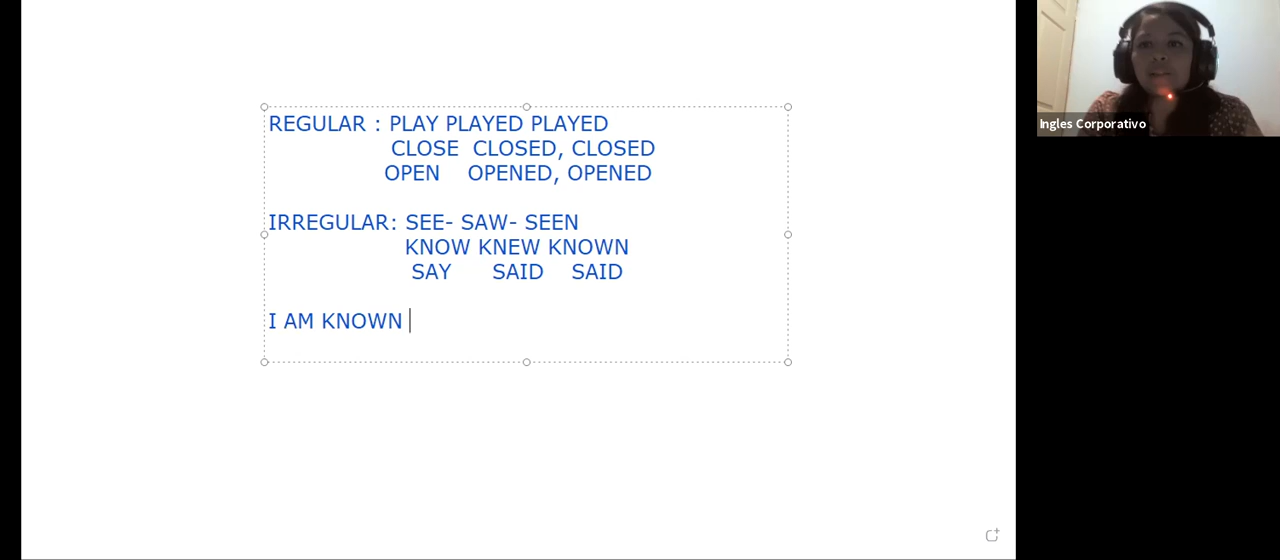 REGULAR : PLAY PLAYED PLAYED
CLOSE CLOSED, CLOSED
OPEN OPENED, OPENED
IRREGULAR: SEE- SAW- SEEN
KNOW KNEW KNOWN
SAY SAID SAID
I AM KNOWN
Ingles Corporativo